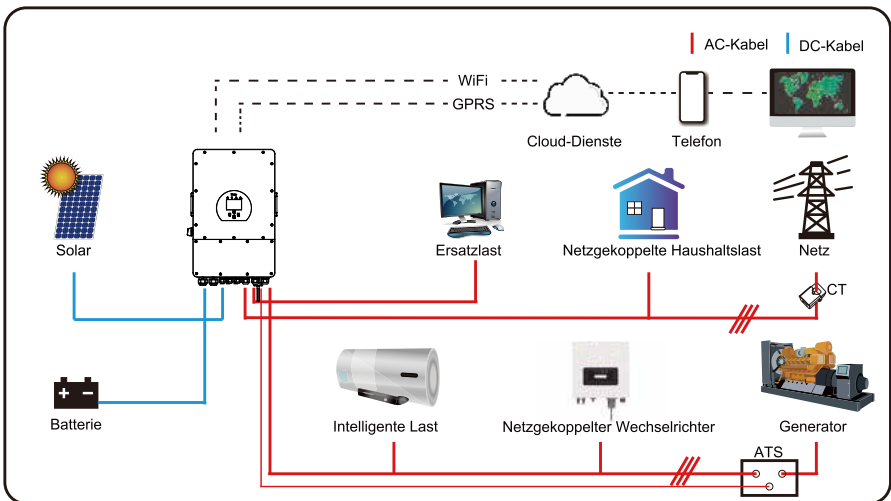 AC-Kabel
DC-Kabel
WiFi
GPRS
Cloud-Dienste
Telefon
Solar
Ersatzlast
Netzgekoppelte Haushaltslast
Netz
CT
Batterie
Intelligente Last
Netzgekoppelter Wechselrichter
Generator
ATS